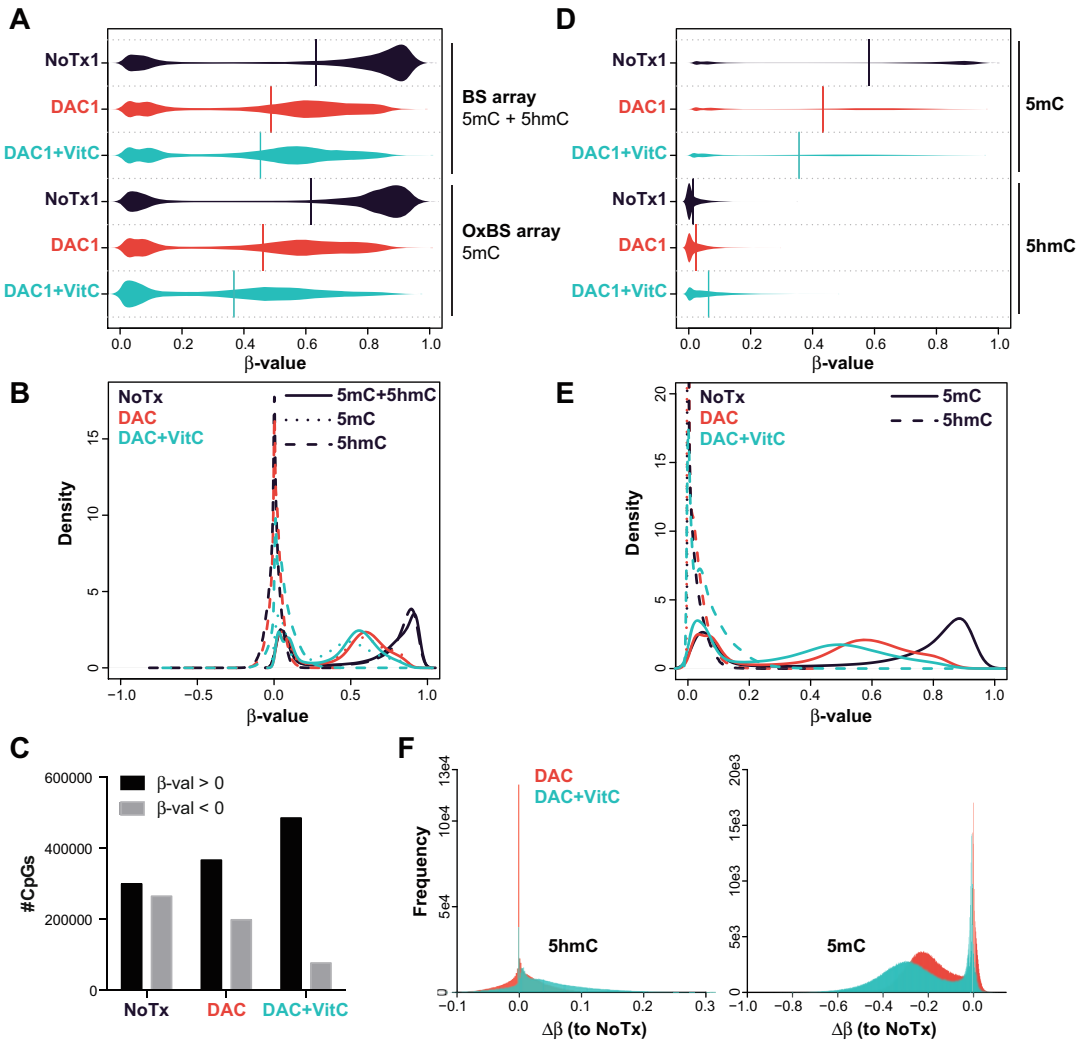 A
NoTx1
DAC1
DAC1+VitC
NoTx1
DAC1
DAC1+VitC
BS array
5mC + 5hmC
OxBS array
5mC
0.0 0.2 0.4 0.6 0.8 1.0
β-value
D
NoTx1
DAC1
DAC1+VitC
NoTx1
DAC1
DAC1+VitC
5mC
5hmC
0.0 0.2 0.4 0.6 0.8 1.0
β-value
B
NoTx
DAC
DAC+VitC
5mC+5hmC
5mC
5hmC
Density
15
10
5
0
−1.0 −0.5 0.0 0.5 1.0
β-value
E
NoTx
DAC
DAC+VitC
5mC
5hmC
Density
20
15
10
5
0
0.0 0.2 0.4 0.6 0.8 1.0
β-value
C
β-val > 0
β-val < 0
#CpGs
600000
400000
200000
0
NoTx DAC DAC+VitC
F
DAC
DAC+VitC
Frequency
13e4
10e4
5e4
0
5hmC
−0.1 0.0 0.1 0.2 0.3
Δβ (to NoTx)
20e3
15e3
10e3
5e3
0
5mC
−1.0 −0.8 −0.6 −0.4 −0.2 0.0
Δβ (to NoTx)